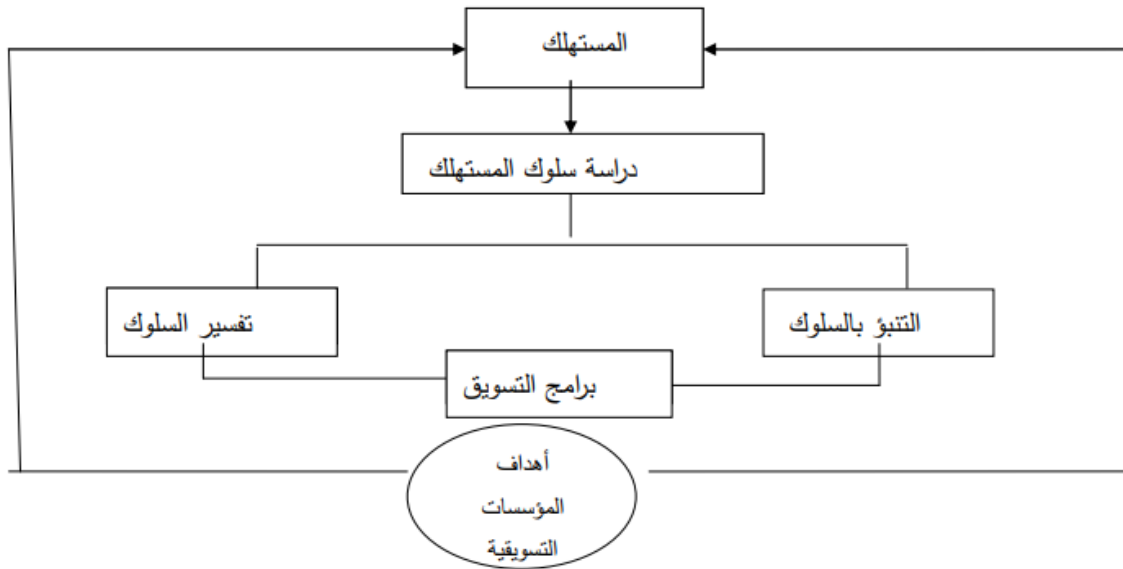 المستهلك
دراسة سلوك المستهلك
التنبؤ بالسلوك
تفسير السلوك
برامج التسويق
أهداف
المؤسسات
التسويقية